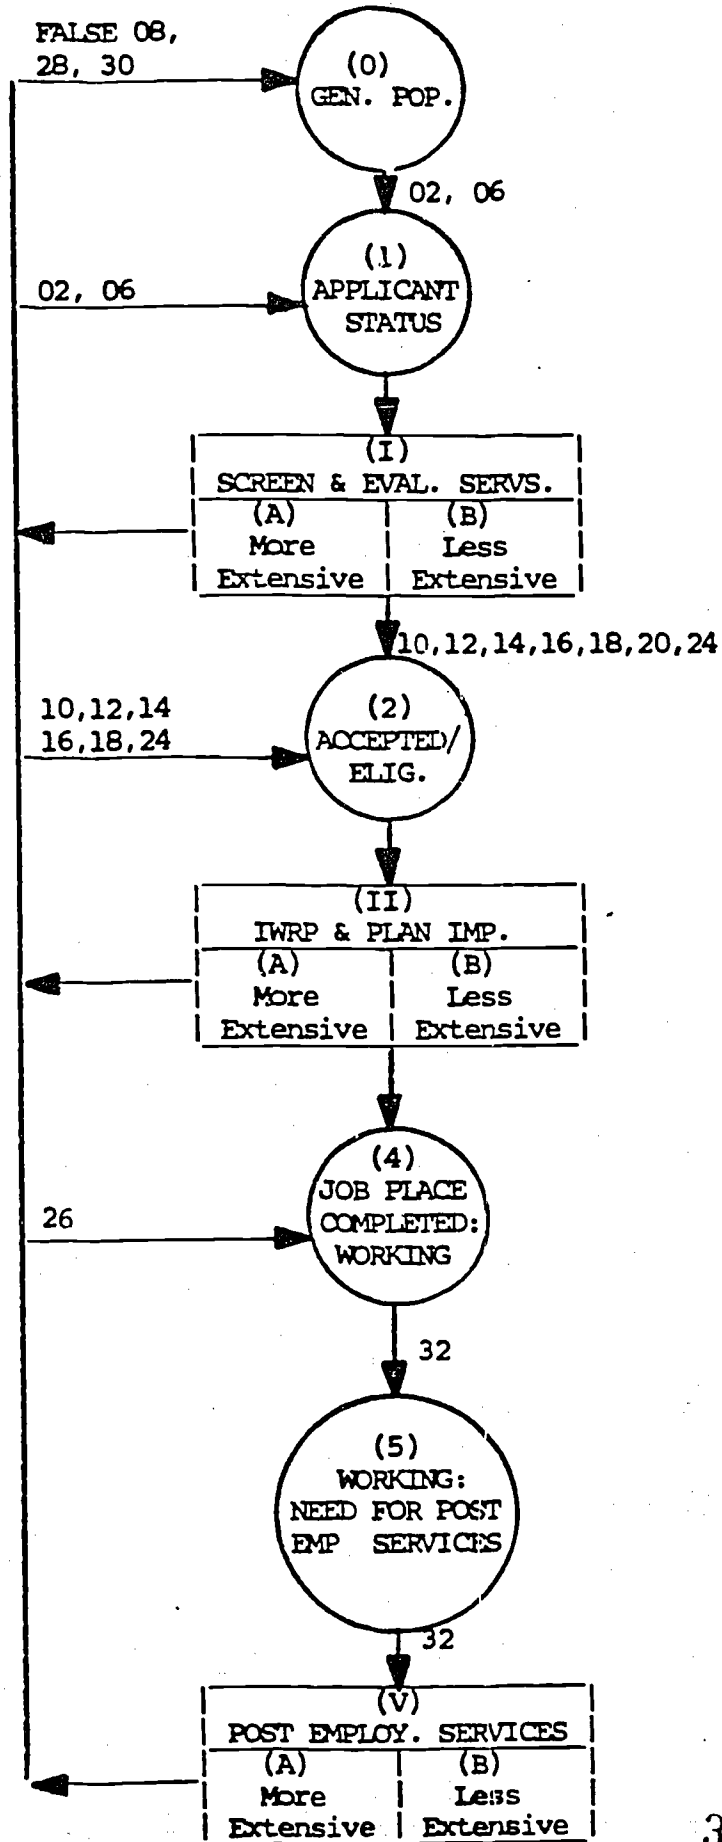 FALSE 08,
28, 30
(0)
GEN. POP.
02, 06
(1)
APPLICANT
STATUS
02, 06
(I)
SCREEN & EVAL. SERVS.
(A) (B)
More Less
Extensive Extensive
10,12,14,16,18,20,24
10,12,14
16,18,24
(2)
ACCEPTED/
ELIG.
(II)
IWRP & PLAN IMP.
(A) (B)
More Less
Extensive Extensive
(4)
JOB PLACE
COMPLETED:
WORKING
26
32
(5)
WORKING:
NEED FOR POST
EMP SERVICES
32
(V)
POST EMPLOY. SERVICES
(A) (B)
More Less
Extensive Extensive
3